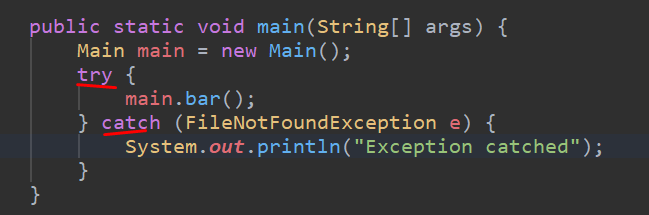 public static void main(String[] args) {
Main main = new Main();
try {
main.bar();
} catch (FileNotFoundException e) {
System.out.println("Exception catched");
}
}